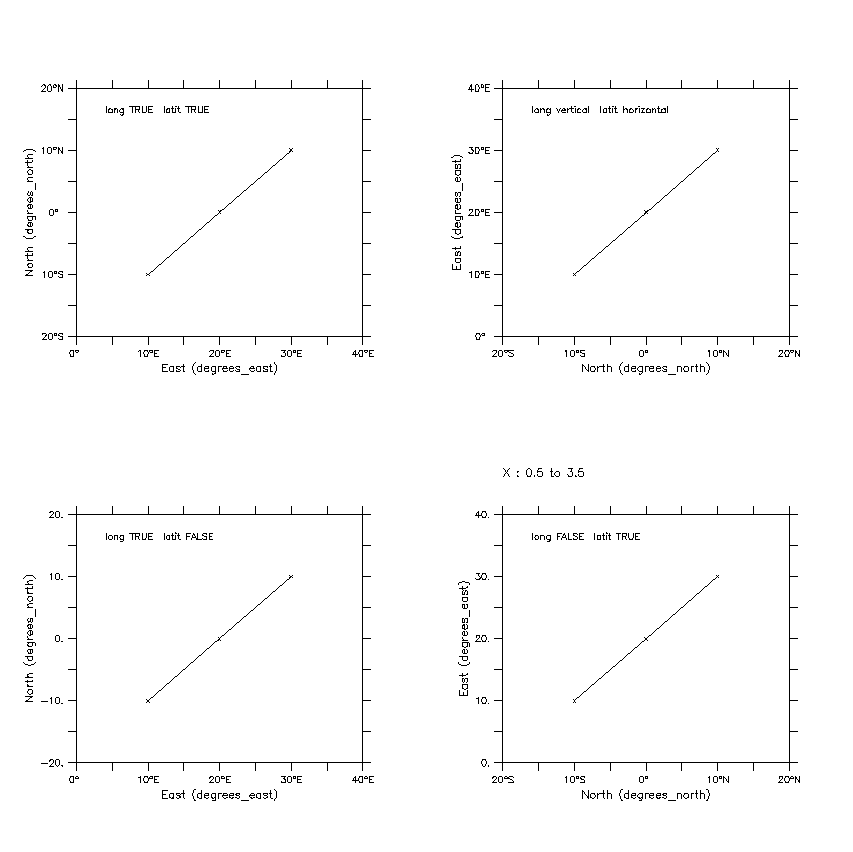 20°N
long TRUE latit TRUE
10°N
0°
10°S
20°S
North (degrees_north)
0° 10°E 20°E 30°E 40°E
East (degrees_east)
40°E
long vertical latit horizontal
30°E
20°E
10°E
0°
East (degrees_east)
20°S 10°S 0° 10°N 20°N
North (degrees_north)
20.
long TRUE latit FALSE
10.
0.
-10.
-20.
North (degrees_north)
0° 10°E 20°E 30°E 40°E
East (degrees_east)
X : 0.5 to 3.5
40.
long FALSE latit TRUE
30.
20.
10.
0.
East (degrees_east)
20°S 10°S 0° 10°N 20°N
North (degrees_north)